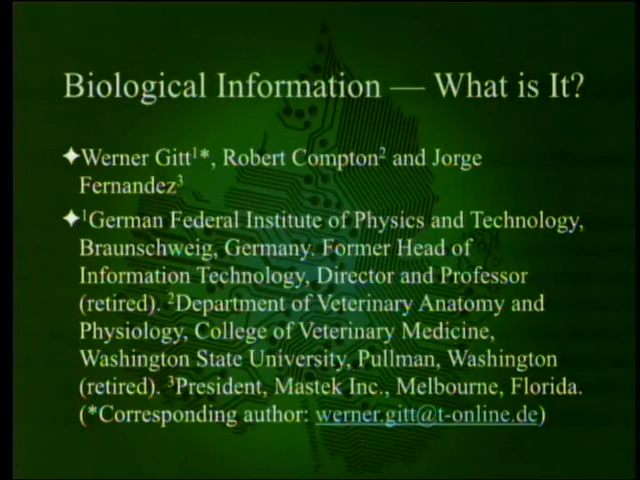 Biological Information — What is It?
✦Werner Gitt¹*, Robert Compton² and Jorge
Fernandez³
✦¹German Federal Institute of Physics and Technology,
Braunschweig, Germany. Former Head of
Information Technology, Director and Professor
(retired). ²Department of Veterinary Anatomy and
Physiology, College of Veterinary Medicine,
Washington State University, Pullman, Washington
(retired). ³President, Mastek Inc., Melbourne, Florida.
(*Corresponding author: werner.gitt@t-online.de)